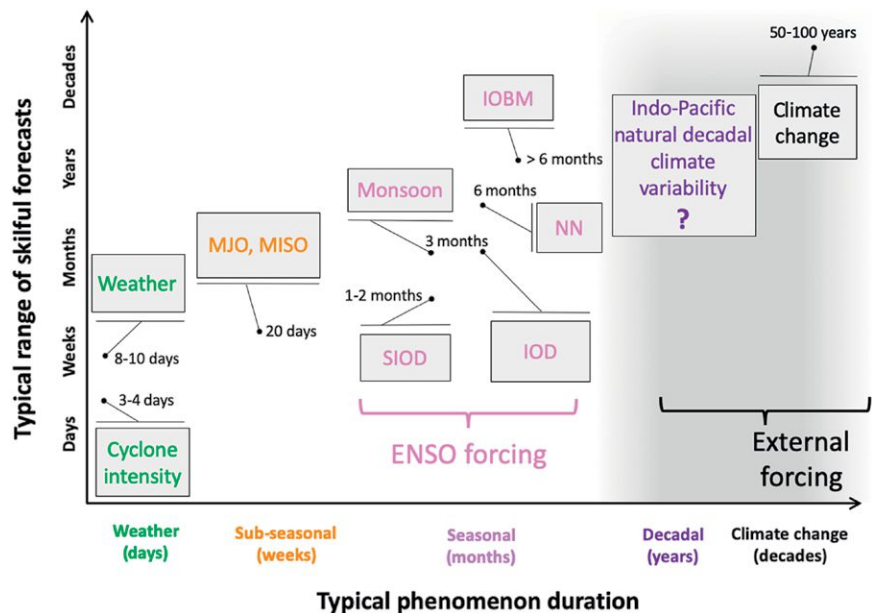 50-100 years
Decades
IOBM
Indo-Pacific
natural decadal
climate
variability
?
Climate
change
> 6 months
Years
Monsoon
6 months
NN
MJO, MISO
3 months
Months
Weather
1-2 months
20 days
SIOD
IOD
Weeks
8-10 days
3-4 days
Days
Cyclone
intensity
ENSO forcing
External
forcing
Typical range of skilful forecasts
Weather
(days)
Sub-seasonal
(weeks)
Seasonal
(months)
Decadal
(years)
Climate change
(decades)
Typical phenomenon duration